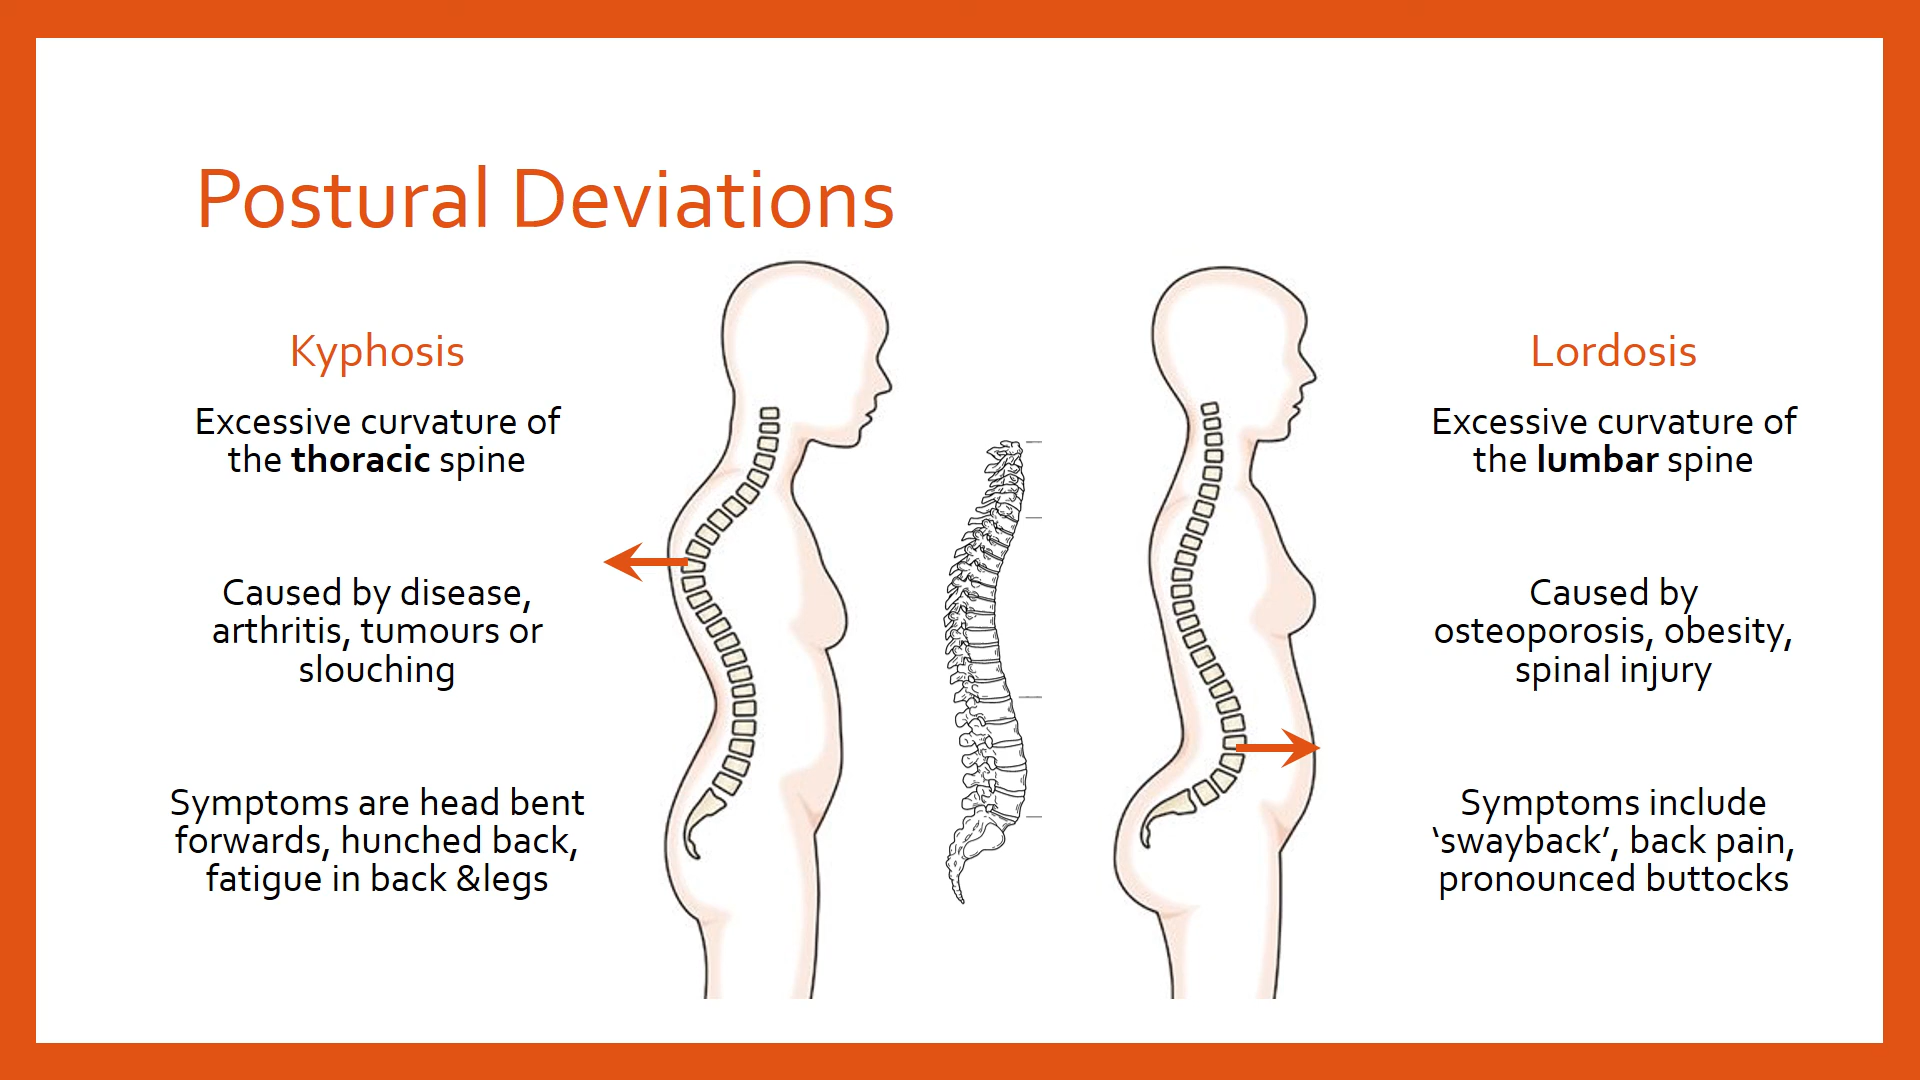 Postural Deviations
Kyphosis
Excessive curvature of
the thoracic spine
Caused by disease,
arthritis, tumours or
slouching
Symptoms are head bent
forwards, hunched back,
fatigue in back &legs
Lordosis
Excessive curvature of
the lumbar spine
Caused by
osteoporosis, obesity,
spinal injury
Symptoms include
‘swayback’, back pain,
pronounced buttocks